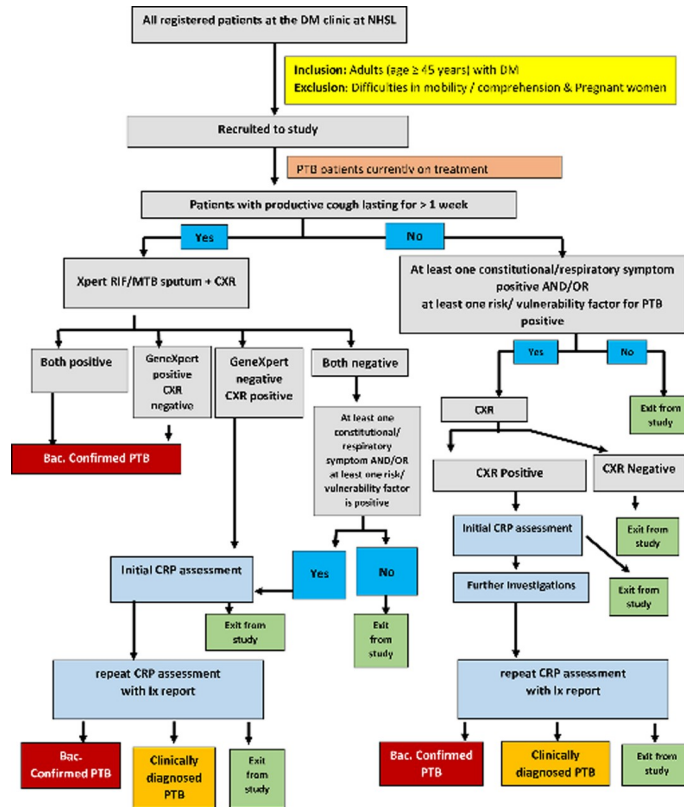 All registered patients at the DM clinic at NHSL
Inclusion: Adults (age ≥ 45 years) with DM
Exclusion: Difficulties in mobility / comprehension & Pregnant women
Recruited to study
PTB patients currently on treatment
Patients with productive cough lasting for > 1 week
Yes
No
Xpert RIF/MTB sputum + CXR
At least one constitutional/respiratory symptom
positive AND/OR
at least one risk/ vulnerability factor for PTB
positive
Both positive
GeneXpert
positive
CXR
negative
GeneXpert
negative
CXR positive
Both negative
Yes
No
CXR
Exit from
study
Bac. Confirmed PTB
At least one
constitutional/
respiratory
symptom AND/OR
at least one risk/
vulnerability factor
is positive
CXR Positive
CXR Negative
Initial CRP assessment
Exit from
study
Initial CRP assessment
Yes
No
Further Investigations
Exit from
study
Exit from
study
Exit
from
study
repeat CRP assessment
with Ix report
repeat CRP assessment
with Ix report
Bac.
Confirmed PTB
Clinically
diagnosed
PTB
Exit
from
study
Bac. Confirmed
PTB
Clinically
diagnosed PTB
Exit from
study